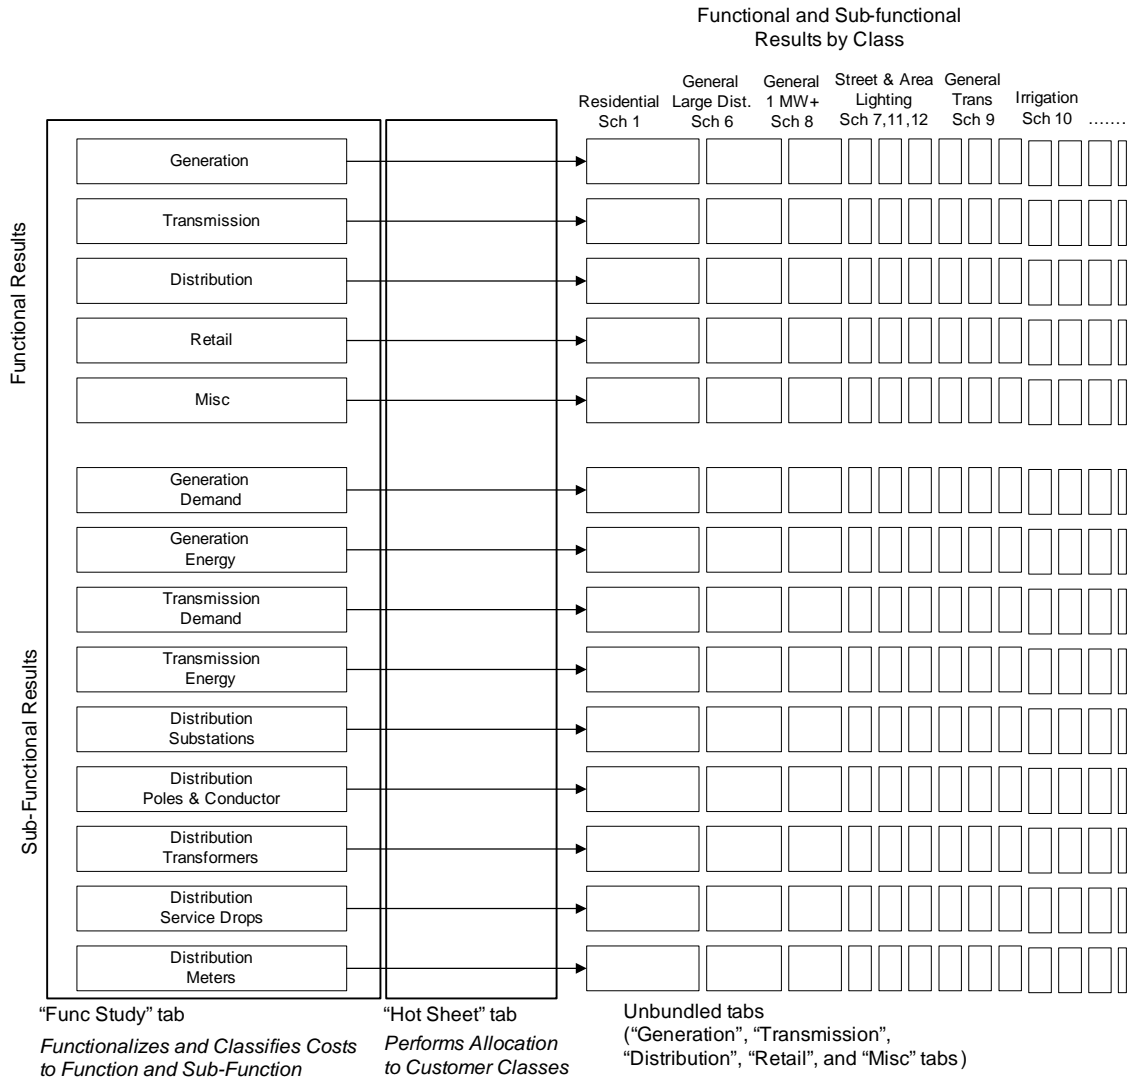 Functional and Sub-functional
Results by Class
Residential
Sch 1
General
Large Dist.
Sch 6
General
1 MW+
Sch 8
Street & Area
Lighting
Sch 7,11,12
General
Trans
Sch 9
Irrigation
Sch 10
.......
Functional Results
Generation
Transmission
Distribution
Retail
Misc
Sub-Functional Results
Generation
Demand
Generation
Energy
Transmission
Demand
Transmission
Energy
Distribution
Substations
Distribution
Poles & Conductor
Distribution
Transformers
Distribution
Service Drops
Distribution
Meters
“Func Study” tab
Functionalizes and Classifies Costs
to Function and Sub-Function
“Hot Sheet” tab
Performs Allocation
to Customer Classes
Unbundled tabs
(“Generation”, “Transmission”,
“Distribution”, “Retail”, and “Misc” tabs)